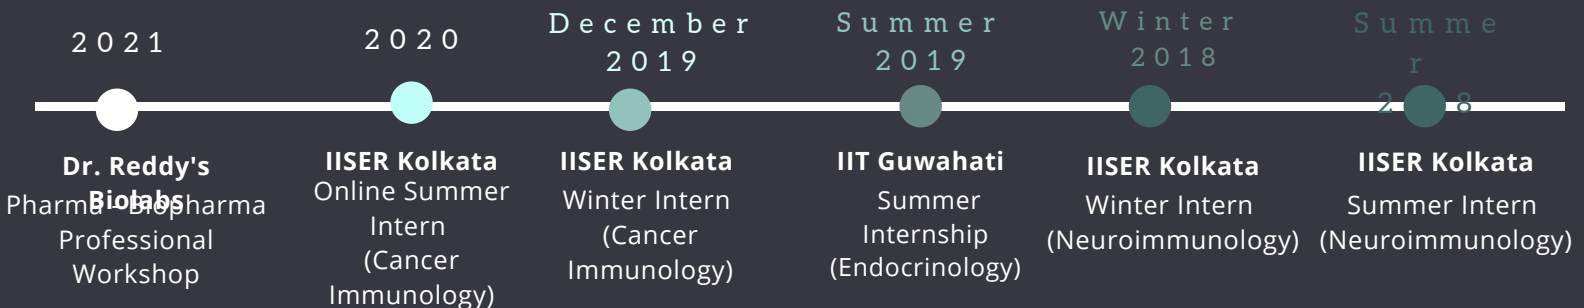 2021
Dr. Reddy's
Biolabs
Pharma - Biopharma
Professional
Workshop
2020
IISER Kolkata
Online Summer
Intern
(Cancer
Immunology)
December
2019
IISER Kolkata
Winter Intern
(Cancer
Immunology)
Summer
2019
IIT Guwahati
Summer
Internship
(Endocrinology)
Winter
2018
IISER Kolkata
Winter Intern
(Neuroimmunology)
Summe
r
2 8
IISER Kolkata
Summer Intern
(Neuroimmunology)